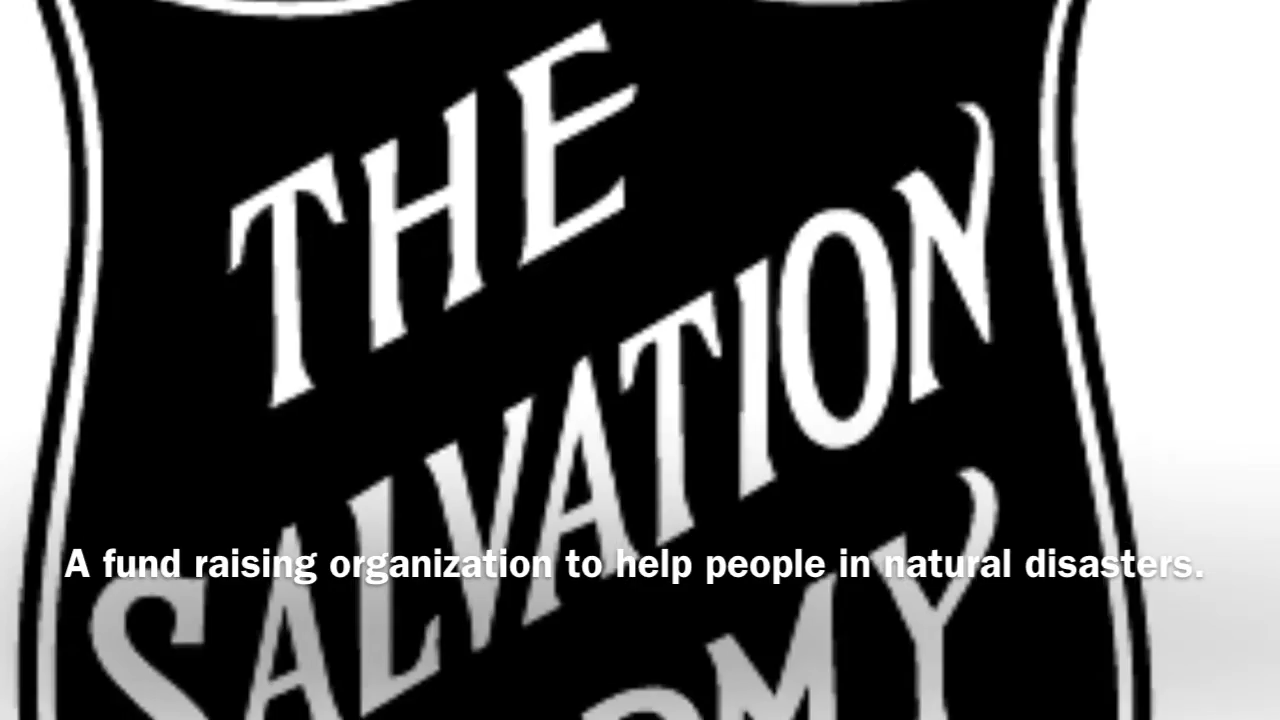 THE
SALVATION
A fund raising organization to help people in natural disasters.